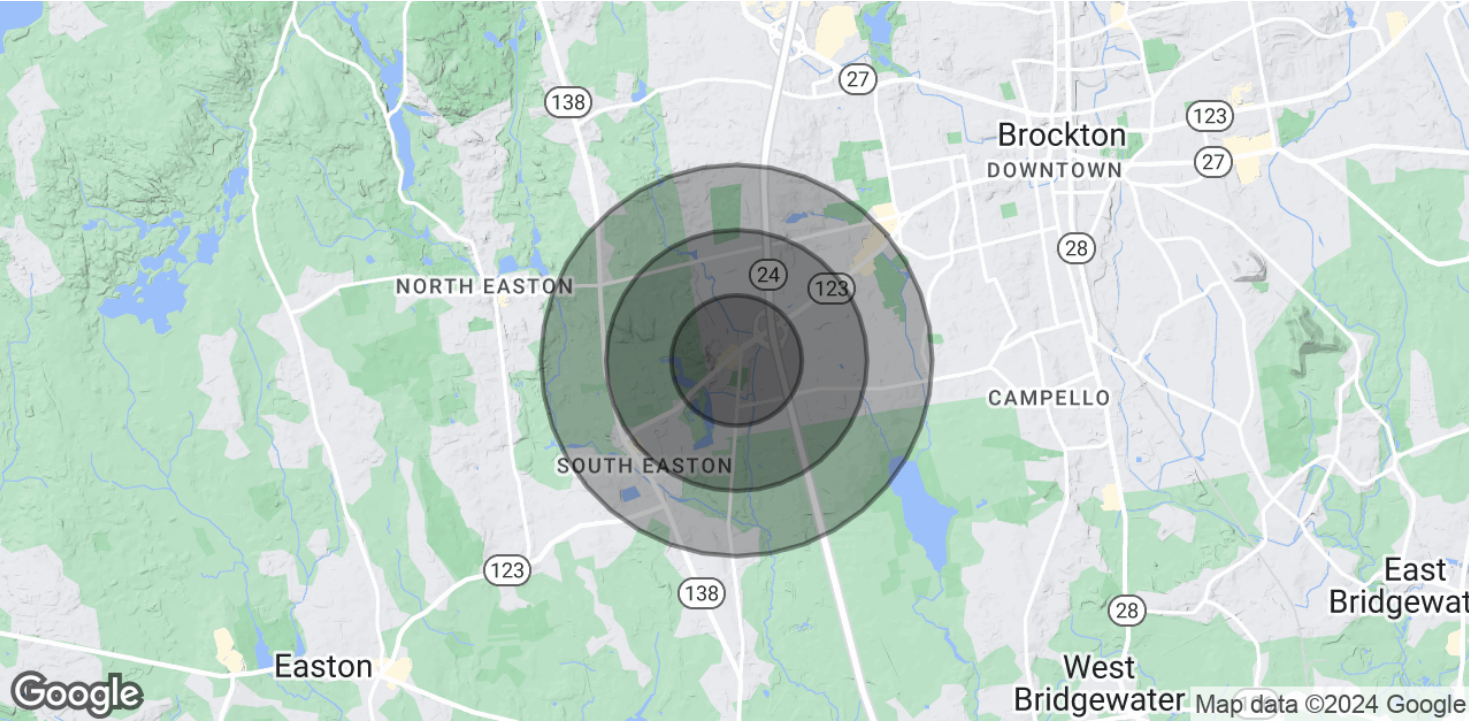 27
138
123
Brockton
DOWNTOWN
27
28
24
123
NORTH EASTON
CAMPELLO
SOUTH EASTON
123
138
28
East
Bridgewat
Easton
West
Bridgewater
Google
Map data ©2024 Google